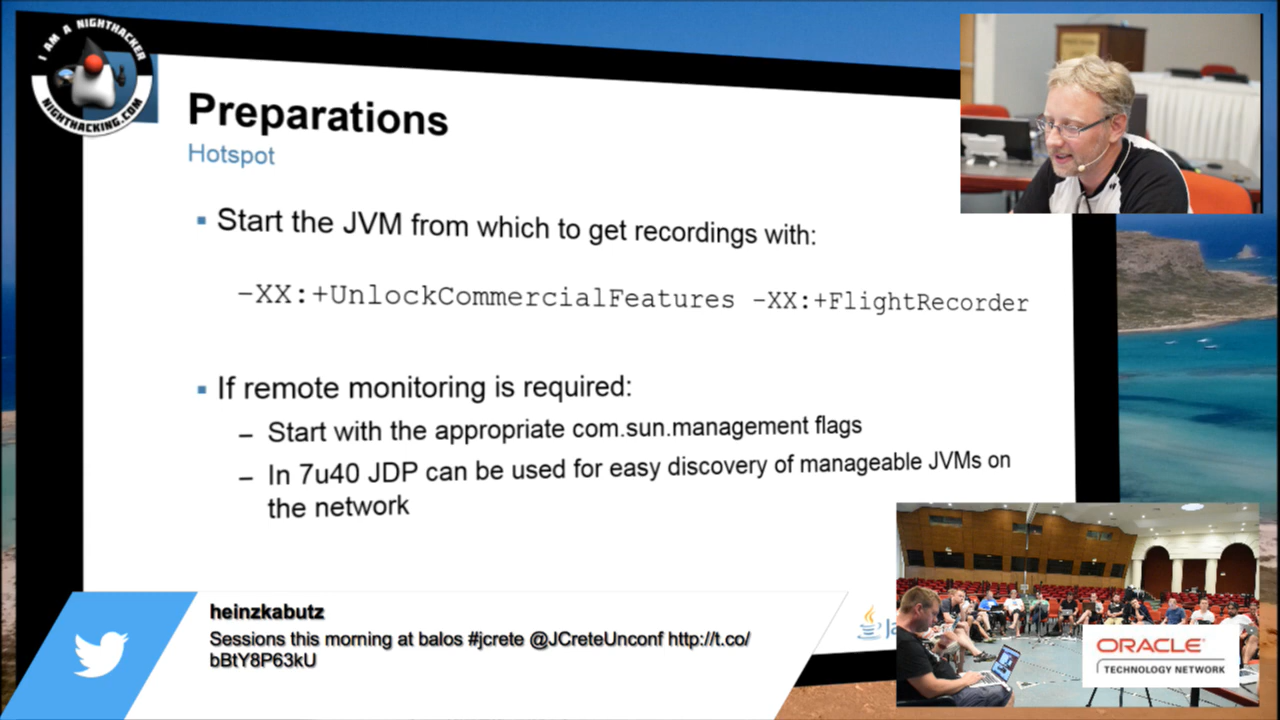 I AM A NIGHTHACKER
NIGHTHACKING.COM
Preparations
Hotspot
Start the JVM from which to get recordings with:
-XX:+UnlockCommercialFeatures -XX:+FlightRecorder
If remote monitoring is required:
– Start with the appropriate com.sun.management flags
– In 7u40 JDP can be used for easy discovery of manageable JVMs on
the network
heinzkabutz
Sessions this morning at balos #jcrete @JCreteUnconf http://t.co/
bBtY8P63kU
ORACLE
TECHNOLOGY NETWORK